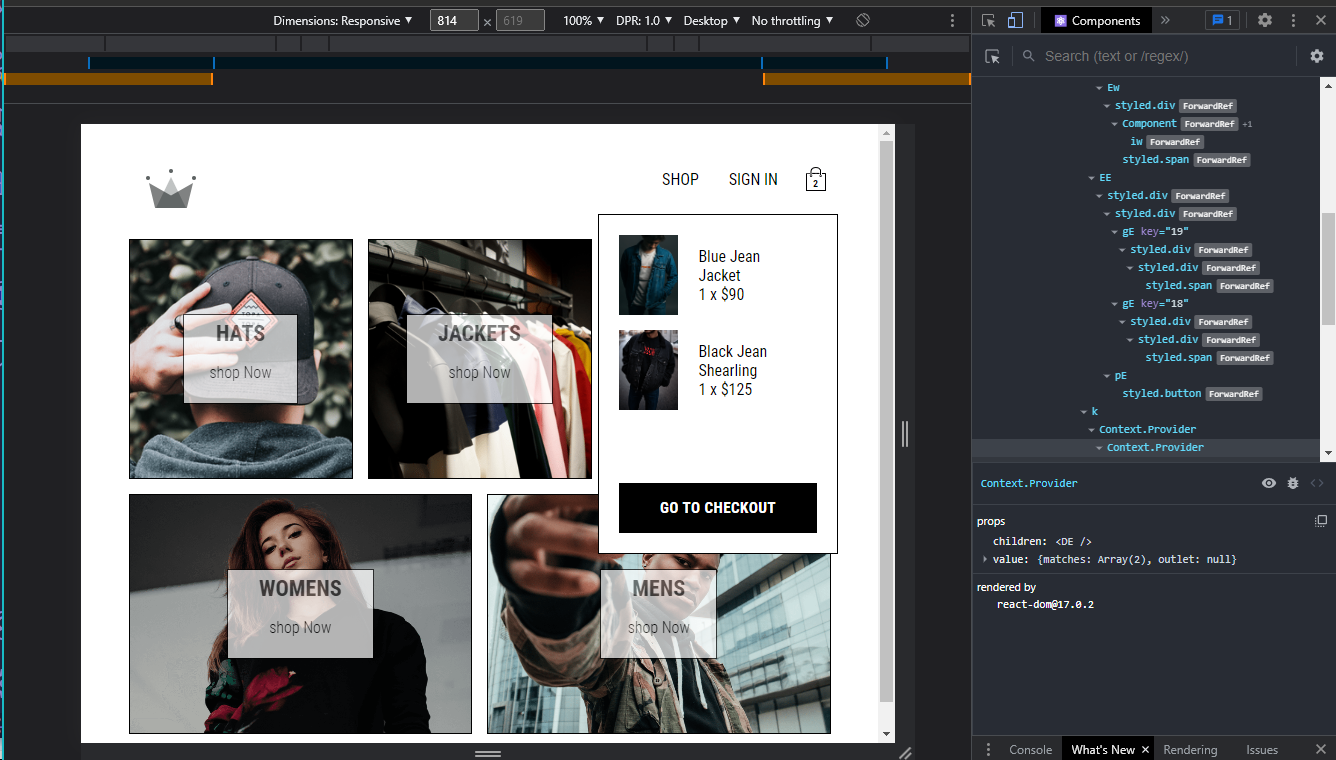 Dimensions: Responsive ▼ 814 × 619 100% ▼ DPR: 1.0 ▼ Desktop ▼ No throttling ▼
Components » 1
Search (text or /regex/)
SHOP SIGN IN 2
Blue Jean
Jacket
1 x $90
Black Jean
Shearling
1 x $125
GO TO CHECKOUT
HATS
shop Now
JACKETS
shop Now
WOMENS
shop Now
MENS
shop Now
Ew
styled.div ForwardRef
Component ForwardRef +1
iw ForwardRef
styled.span ForwardRef
EE
styled.div ForwardRef
styled.div ForwardRef
gE key="19"
styled.div ForwardRef
styled.div ForwardRef
styled.span ForwardRef
gE key="18"
styled.div ForwardRef
styled.div ForwardRef
styled.span ForwardRef
pE
styled.button ForwardRef
k
Context.Provider
Context.Provider
Context.Provider
props
children: <DE />
value: {matches: Array(2), outlet: null}
rendered by
react-dom@17.0.2
Console What's New × Rendering Issues